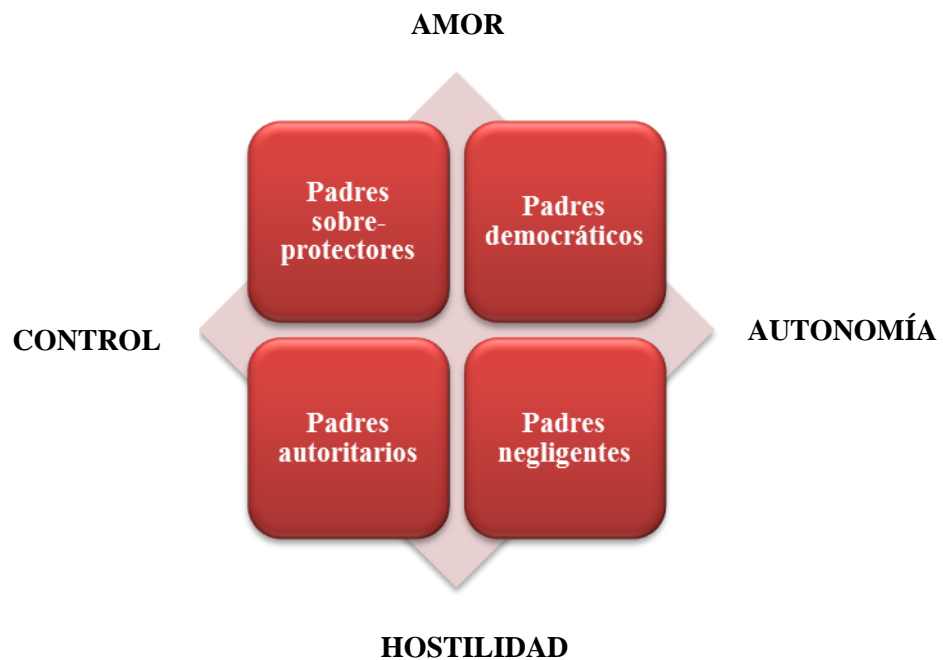 AMOR
Padres
sobre-
protectores
Padres
democráticos
CONTROL
AUTONOMÍA
Padres
autoritarios
Padres
negligentes
HOSTILIDAD